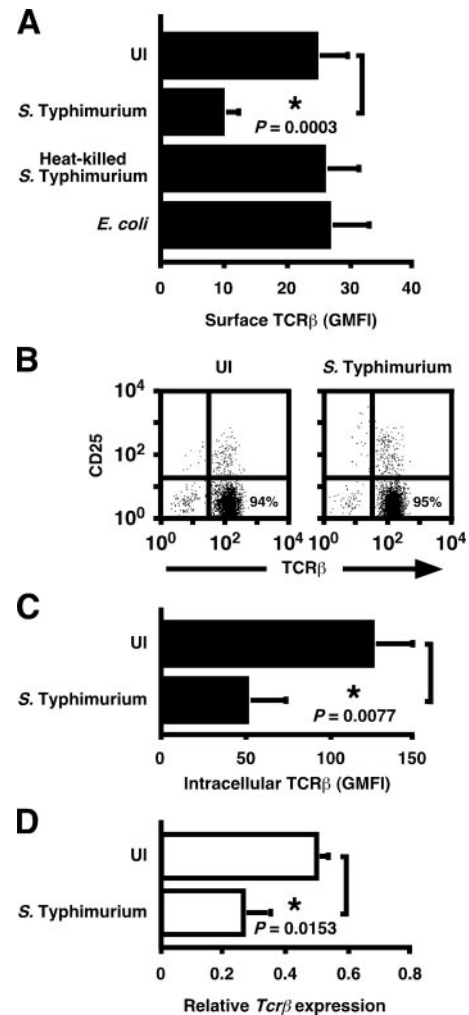 A
UI
S. Typhimurium
*
P = 0.0003
Heat-killed
S. Typhimurium
E. coli
0 10 20 30 40
Surface TCRβ (GMFI)
B
UI S. Typhimurium
CD25
10⁴
10²
10⁰
94% 95%
10⁰ 10² 10⁴ 10⁰ 10² 10⁴
TCRβ
C
UI
S. Typhimurium
*
P = 0.0077
0 50 100 150
Intracellular TCRβ (GMFI)
D
UI
S. Typhimurium
*
P = 0.0153
0 0.2 0.4 0.6 0.8
Relative Tcrβ expression